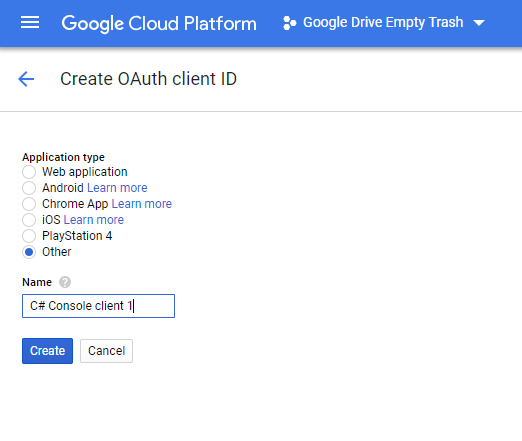 Google Cloud Platform Google Drive Empty Trash
Create OAuth client ID
Application type
Web application
Android Learn more
Chrome App Learn more
iOS Learn more
PlayStation 4
Other
Name ?
C# Console client 1
Create Cancel